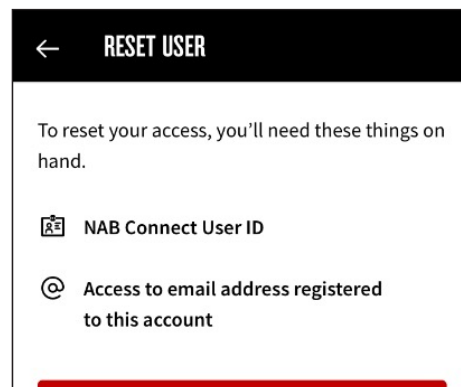 RESET USER
To reset your access, you’ll need these things on
hand.
NAB Connect User ID
Access to email address registered
to this account